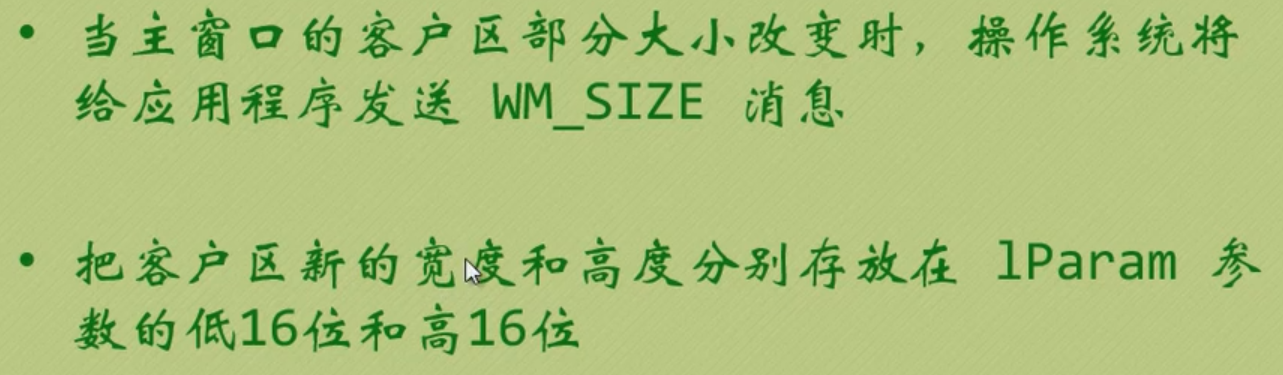 • 当主窗口的客户区部分大小改变时，操作系统将
给应用程序发送 WM_SIZE 消息
• 把客户区新的宽度和高度分别存放在 lParam 参
数的低16位和高16位